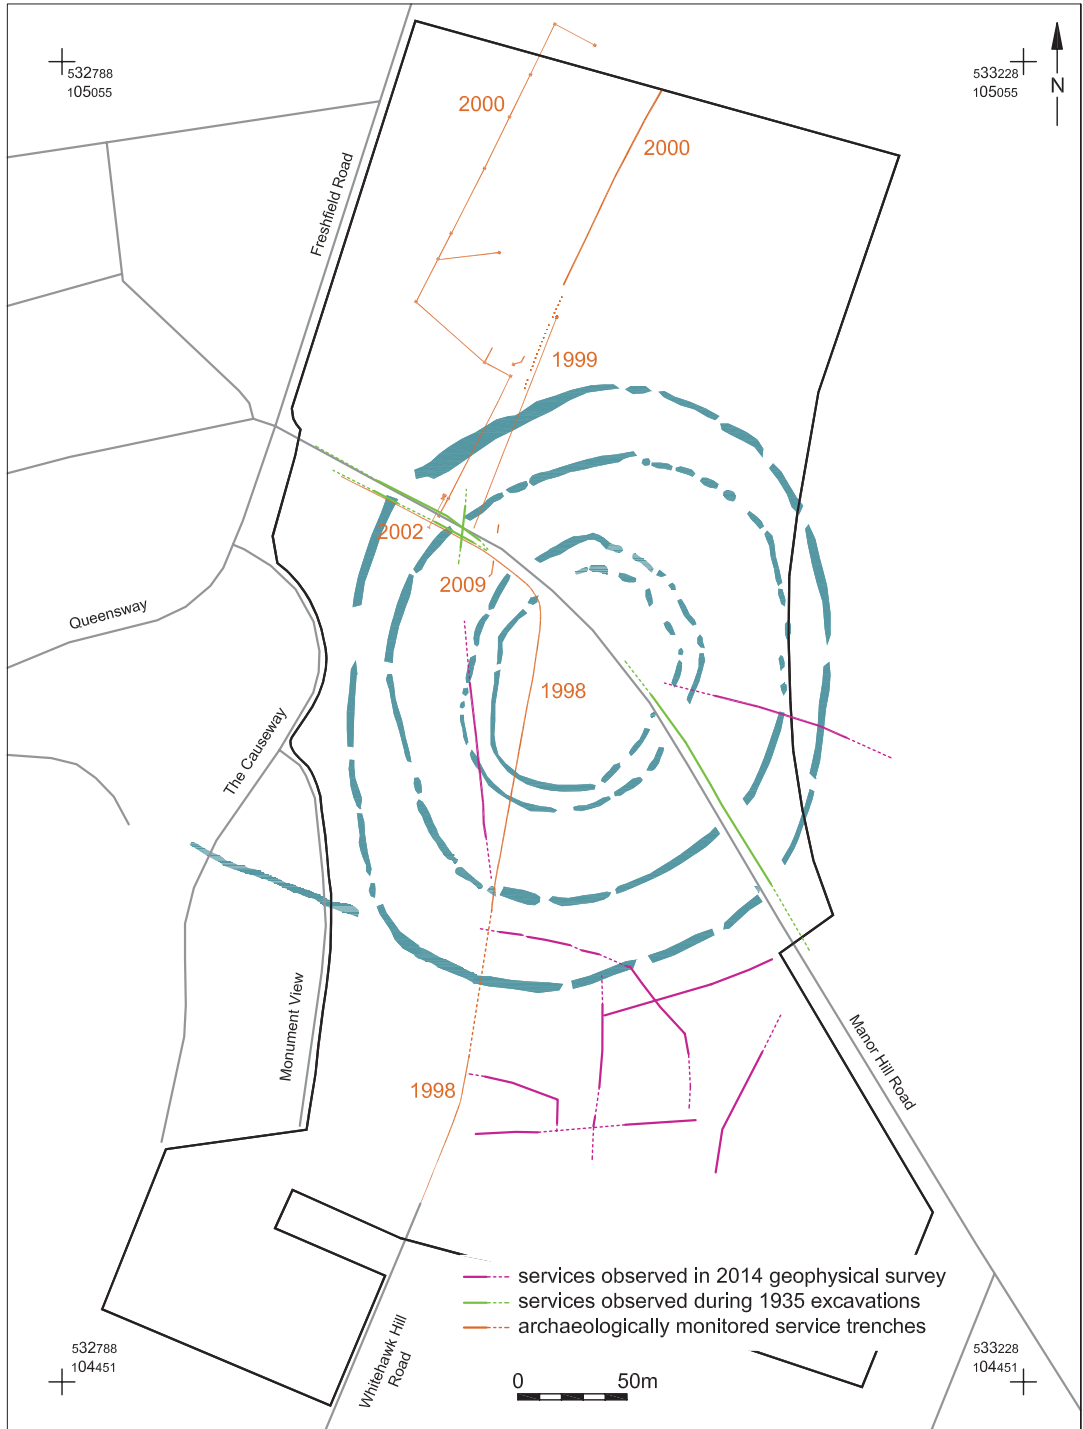 532788
105055
533228
105055
N
2000
2000
Freshfield Road
1999
2002
2009
Queensway
1998
The Causeway
Monument View
1998
Manor Hill Road
services observed in 2014 geophysical survey
services observed during 1935 excavations
archaeologically monitored service trenches
Whitehawk Hill
Road
532788
104451
0 50m
533228
104451